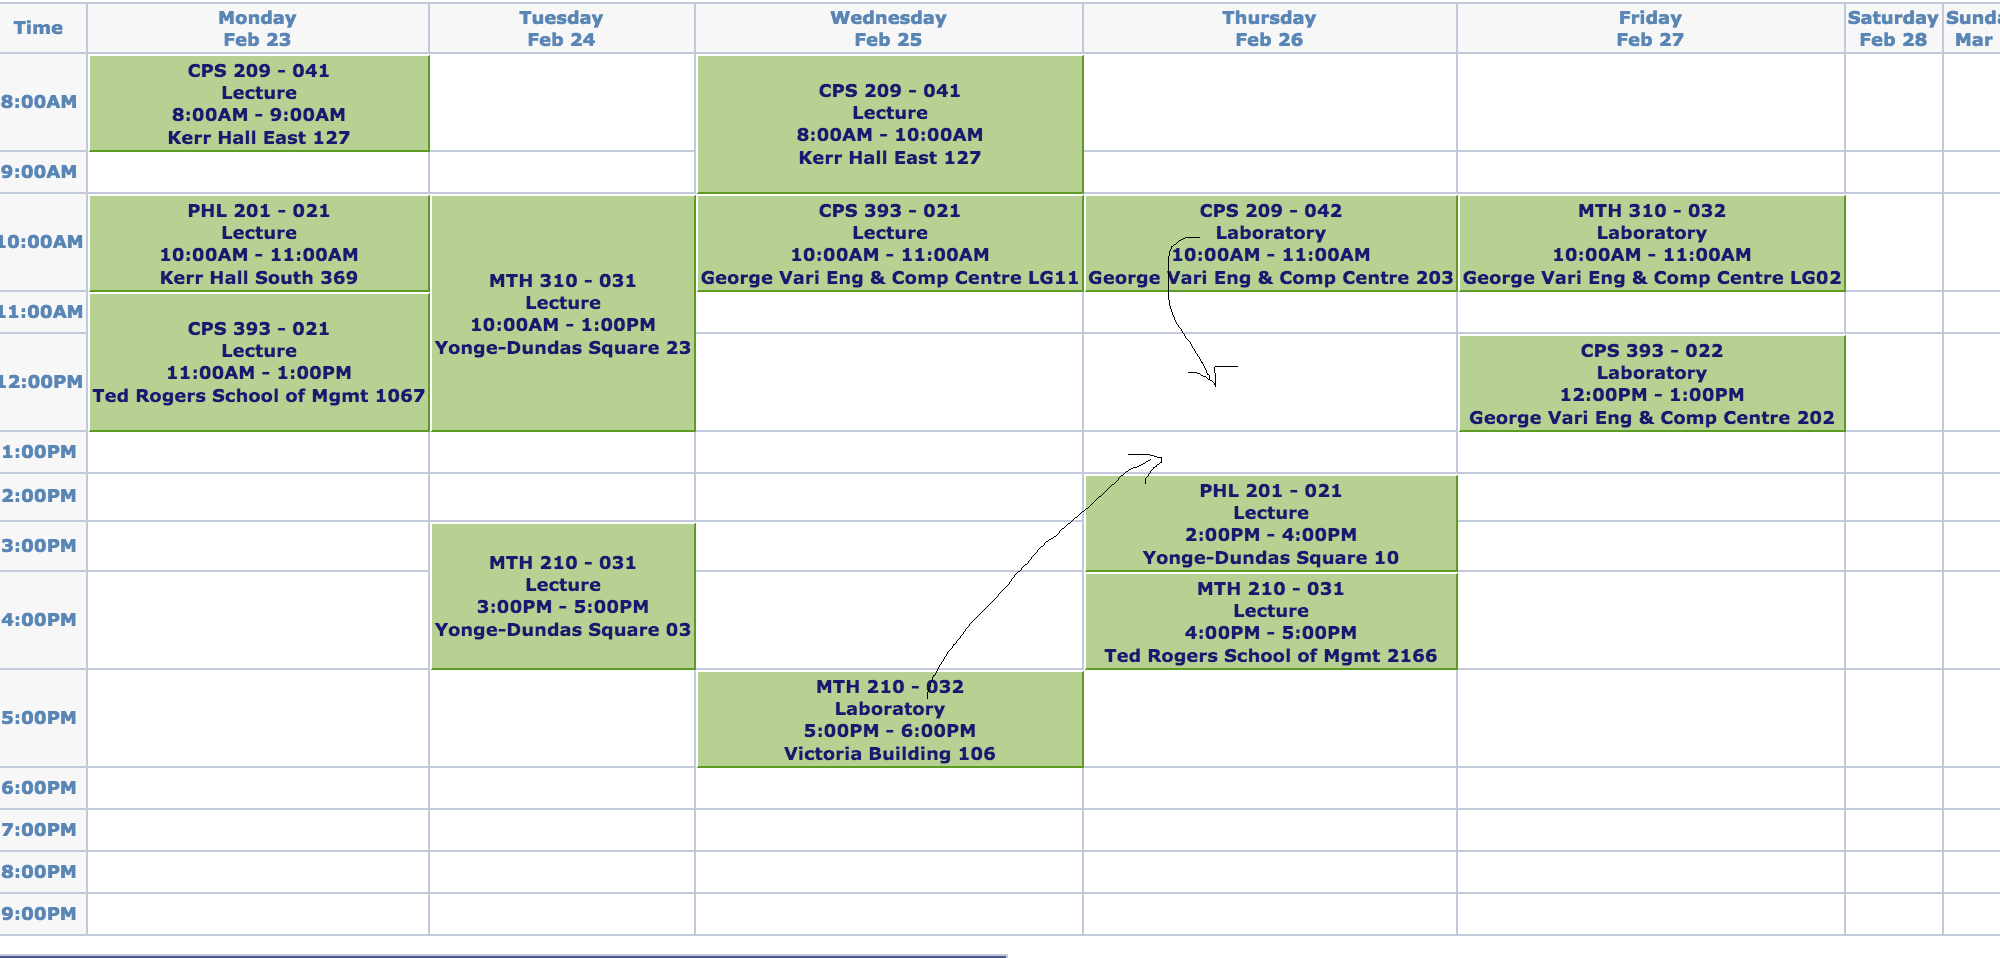 Time
Monday
Feb 23
Tuesday
Feb 24
Wednesday
Feb 25
Thursday
Feb 26
Friday
Feb 27
Saturday
Feb 28
Mar
8:00AM
CPS 209 - 041
Lecture
8:00AM - 9:00AM
Kerr Hall East 127
CPS 209 - 041
Lecture
8:00AM - 10:00AM
Kerr Hall East 127
9:00AM
10:00AM
PHL 201 - 021
Lecture
10:00AM - 11:00AM
Kerr Hall South 369
MTH 310 - 031
Lecture
10:00AM - 1:00PM
Yonge-Dundas Square 23
CPS 393 - 021
Lecture
10:00AM - 11:00AM
George Vari Eng & Comp Centre LG11
CPS 209 - 042
Laboratory
10:00AM - 11:00AM
George Vari Eng & Comp Centre 203
MTH 310 - 032
Laboratory
10:00AM - 11:00AM
George Vari Eng & Comp Centre LG02
11:00AM
CPS 393 - 021
Lecture
11:00AM - 1:00PM
Ted Rogers School of Mgmt 1067
12:00PM
CPS 393 - 022
Laboratory
12:00PM - 1:00PM
George Vari Eng & Comp Centre 202
1:00PM
2:00PM
PHL 201 - 021
Lecture
2:00PM - 4:00PM
Yonge-Dundas Square 10
3:00PM
MTH 210 - 031
Lecture
3:00PM - 5:00PM
Yonge-Dundas Square 03
4:00PM
MTH 210 - 031
Lecture
4:00PM - 5:00PM
Ted Rogers School of Mgmt 2166
5:00PM
MTH 210 - 032
Laboratory
5:00PM - 6:00PM
Victoria Building 106
6:00PM
7:00PM
8:00PM
9:00PM